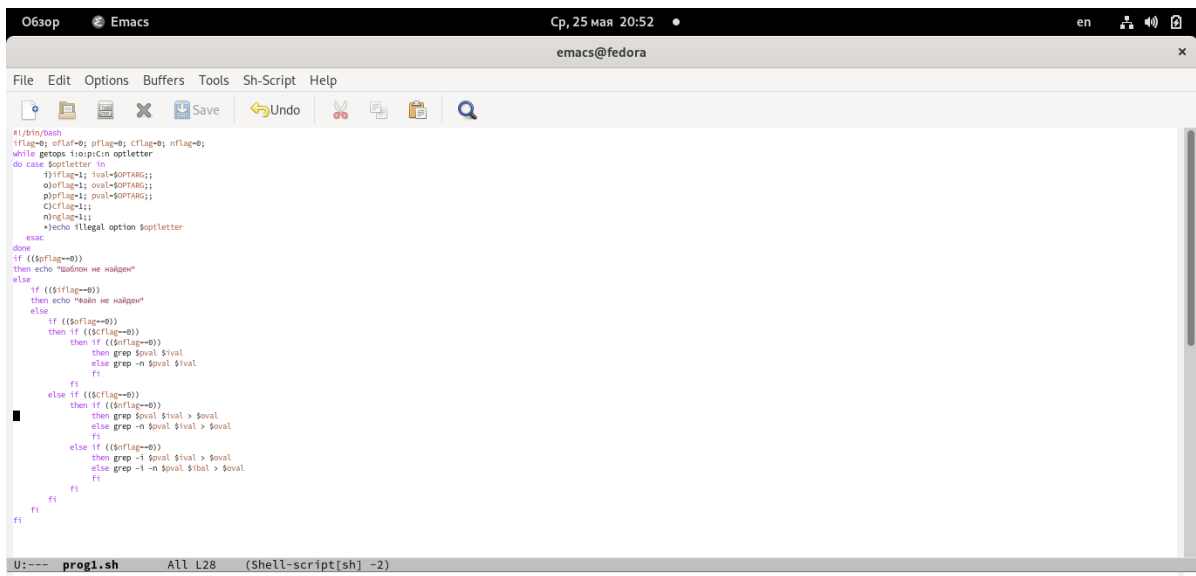 Обзор Emacs Ср, 25 мая 20:52 en
emacs@fedora ×
File Edit Options Buffers Tools Sh-Script Help
Save Undo
#!/bin/bash
iflag=0; oflaf=0; pflag=0; Cflag=0; nflag=0;
while getops i:o:p:C:n optletter
do case $optletter in
i)iflag=1; ival=$OPTARG;;
o)oflag=1; oval=$OPTARG;;
p)pflag=1; pval=$OPTARG;;
C)Cflag=1;;
n)nglag=1;;
*)echo illegal option $optletter
esac
done
if (($pflag==0))
then echo "Шаблон не найден"
else
if (($iflag==0))
then echo "Файл не найден"
else
if (($oflag==0))
then if (($Cflag==0))
then if (($nflag==0))
then grep $pval $ival
else grep -n $pval $ival
fi
fi
else if (($Cflag==0))
then if (($nflag==0))
then grep $pval $ival > $oval
else grep -n $pval $ival > $oval
fi
else if (($nflag==0))
then grep -i $pval $ival > $oval
else grep -i -n $pval $ibal > $oval
fi
fi
fi
fi
fi
U:--- prog1.sh All L28 (Shell-script[sh] -2)